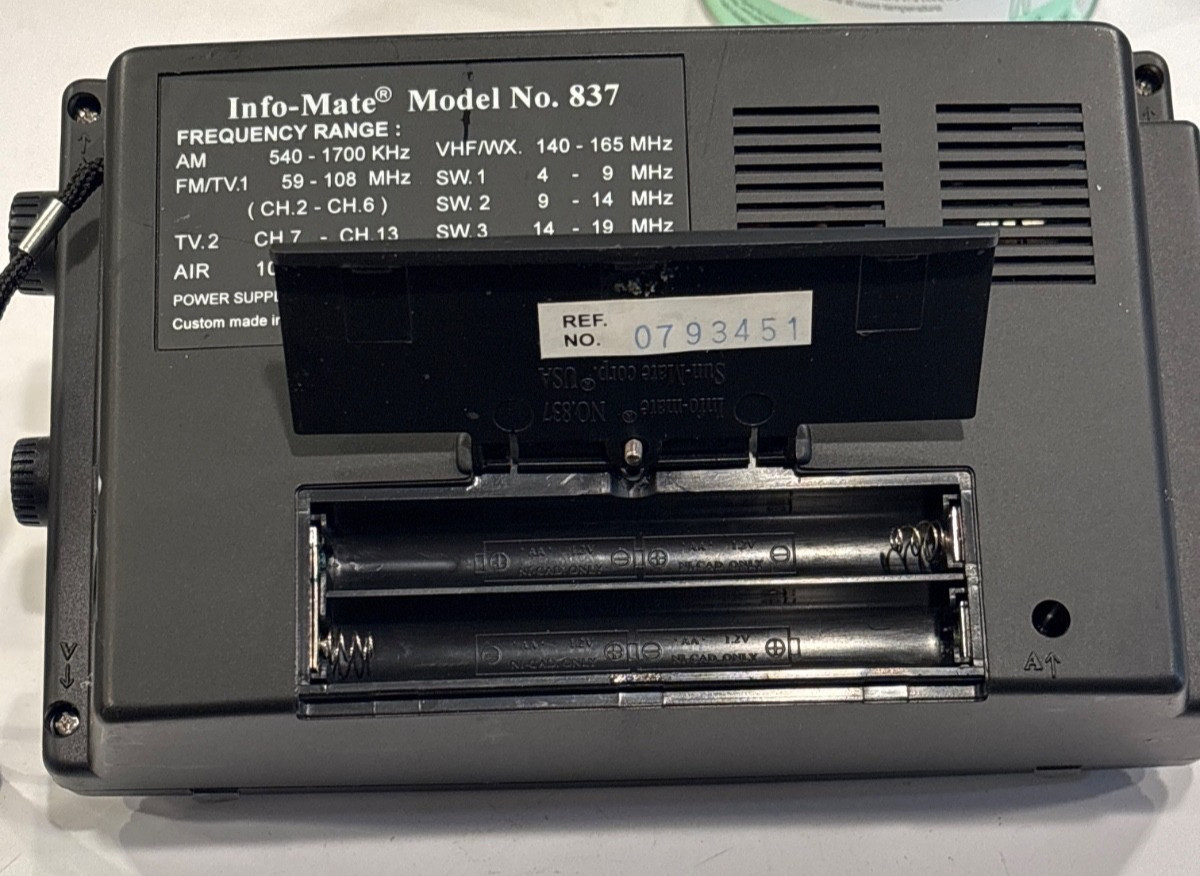 Info-Mate® Model No. 837
FREQUENCY RANGE :
AM 540 - 1700 KHz VHF/WX. 140 - 165 MHz
FM/TV.1 59 - 108 MHz SW. 1 4 - 9 MHz
( CH.2 - CH.6 ) SW. 2 9 - 14 MHz
TV.2 CH.7 - CH.13 SW. 3 14 - 19 MHz
AIR 10
POWER SUPPL
Custom made in
REF. NO. 0793451
Sun-Mate corp.® USA
Info-mate® NO.837
"AA" 1.2V "AA" 1.2V
NI-CAD ONLY NI-CAD ONLY
"AA" 1.2V "AA" 1.2V
NI-CAD ONLY NI-CAD ONLY
V↓
A↑